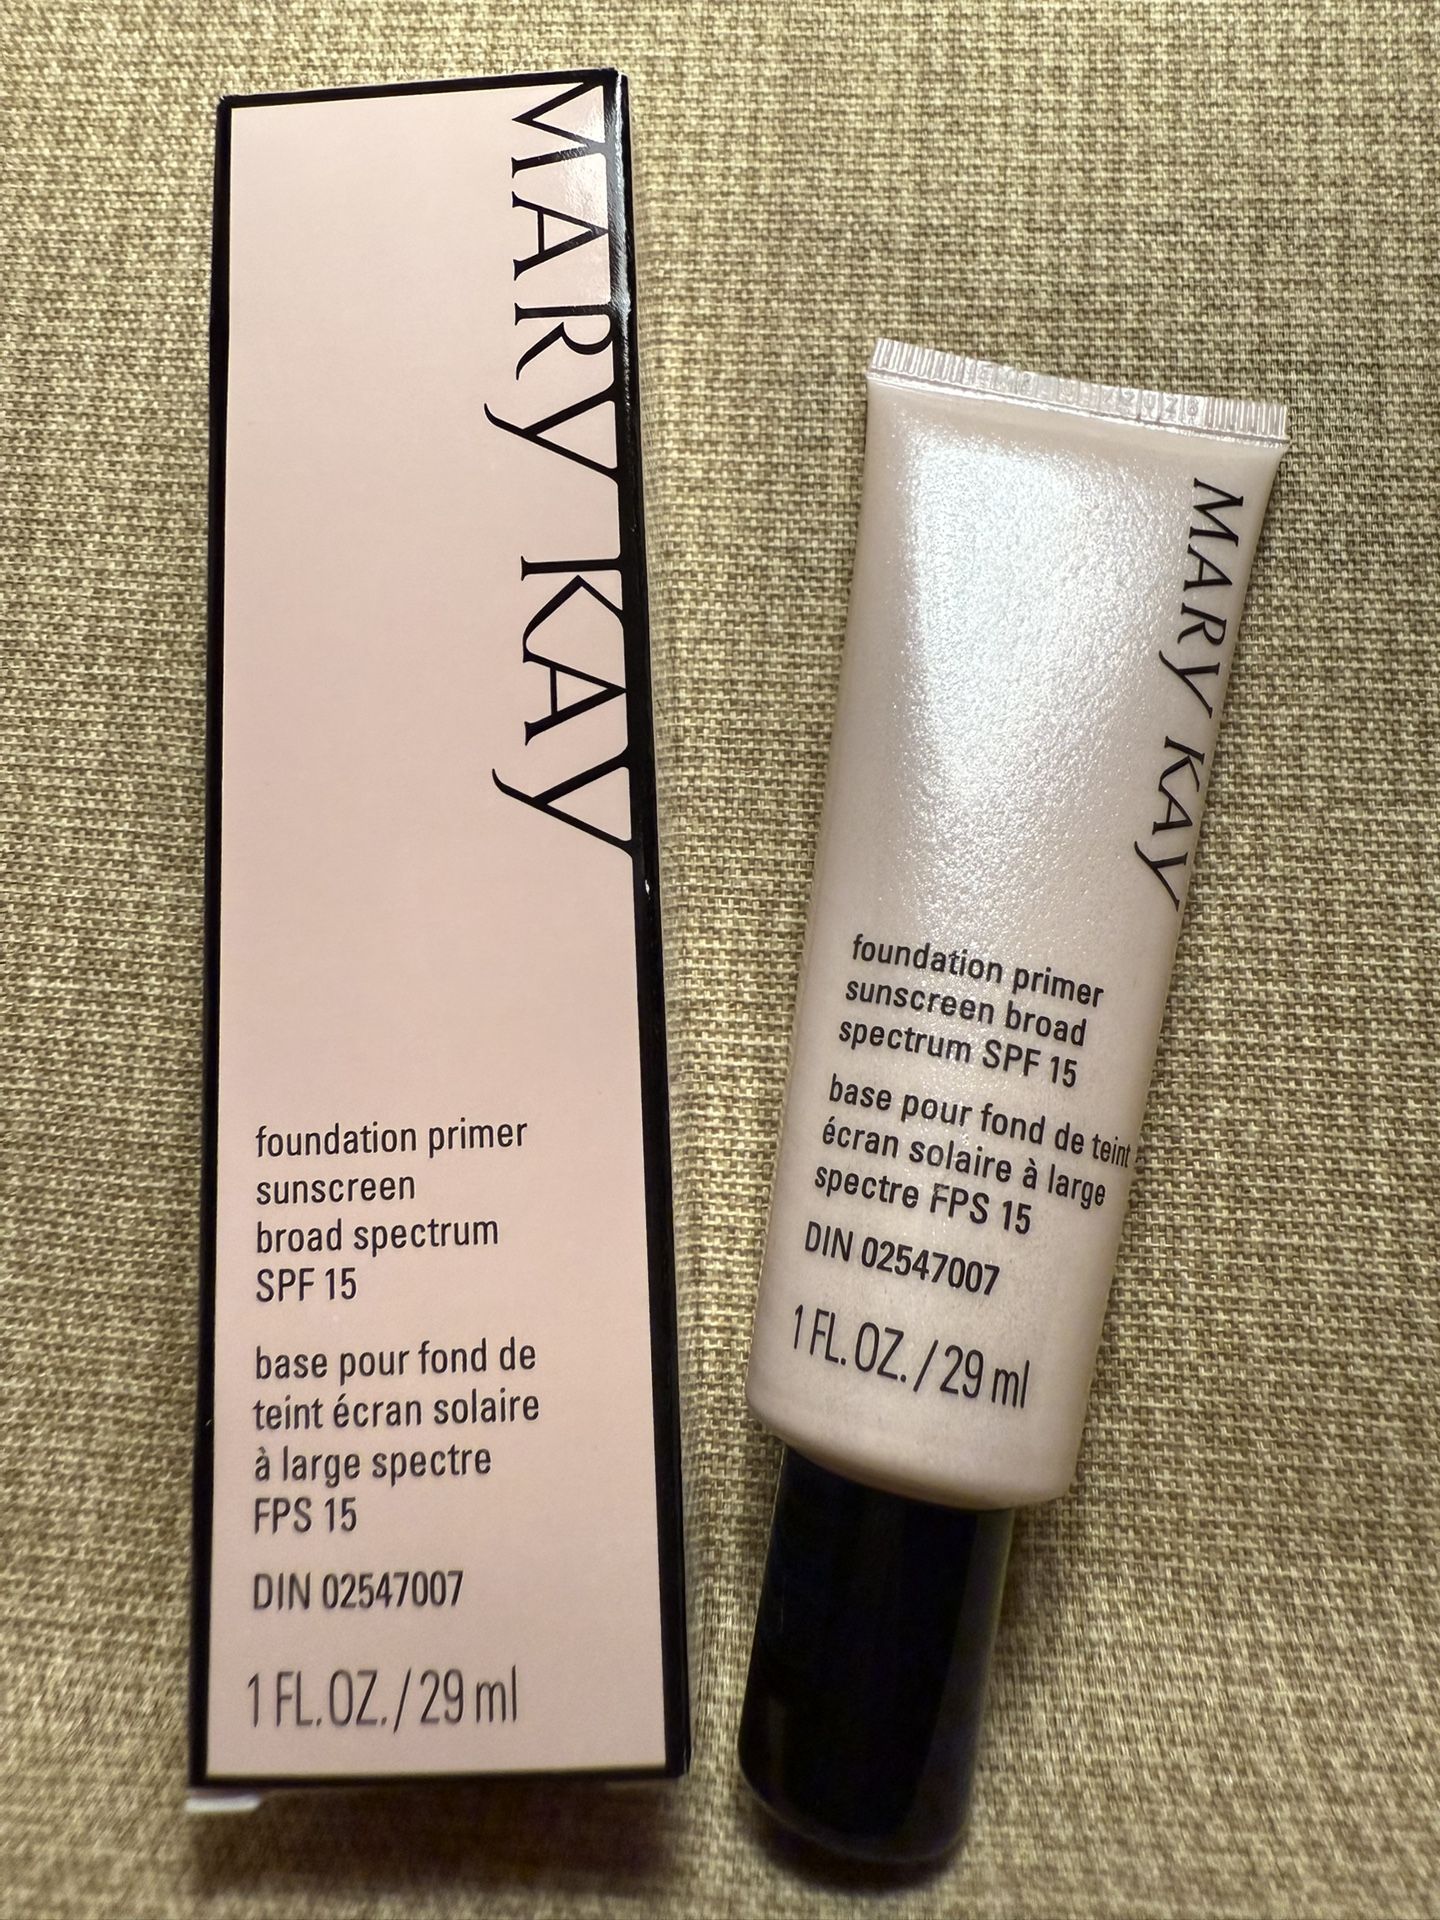 MARY KAY
foundation primer
sunscreen
broad spectrum
SPF 15
base pour fond de
teint écran solaire
à large spectre
FPS 15
DIN 02547007
1 FL. OZ. / 29 ml
MARY KAY
foundation primer
sunscreen broad
spectrum SPF 15
base pour fond de teint
écran solaire à large
spectre FPS 15
DIN 02547007
1 FL. OZ. / 29 ml